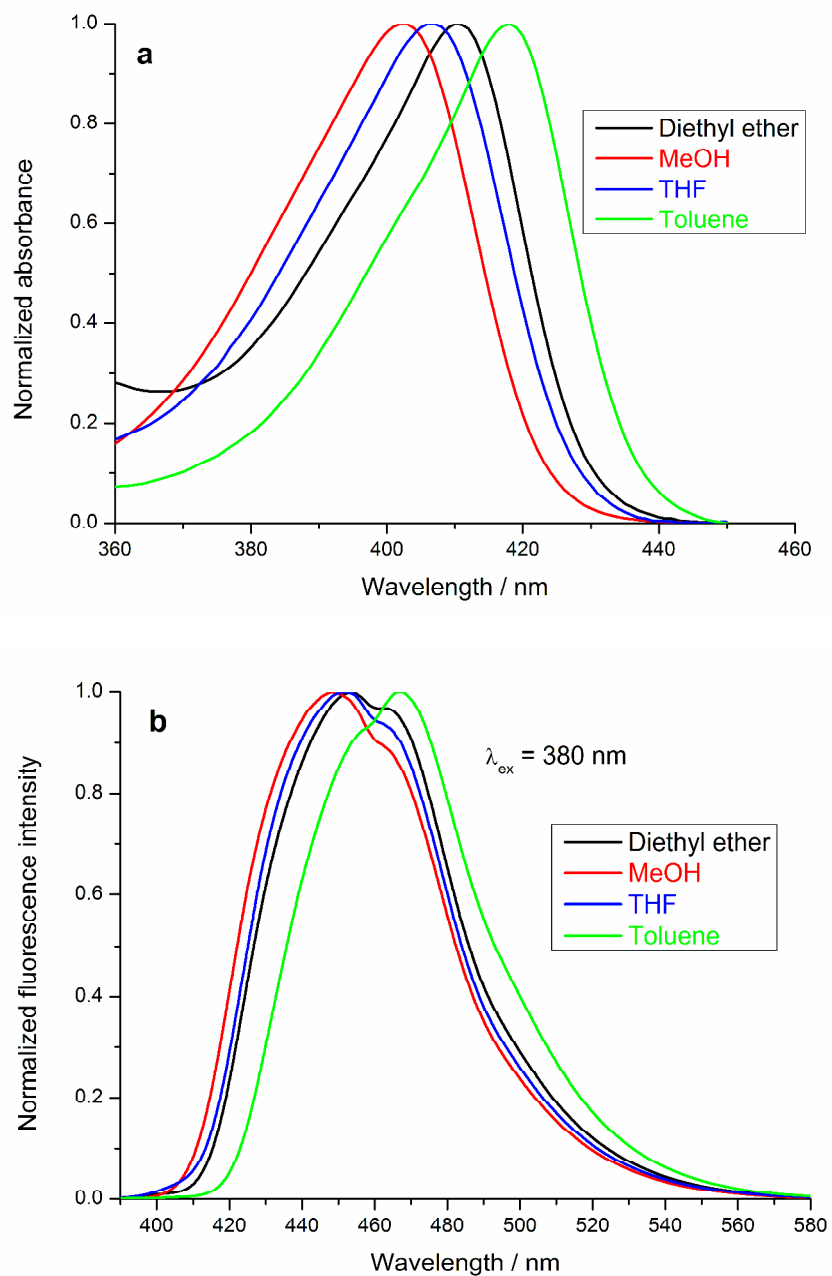 a
1.0
0.8
0.6
0.4
0.2
0.0
Normalized absorbance
Diethyl ether
MeOH
THF
Toluene
360 380 400 420 440 460
Wavelength / nm
b
1.0
0.8
0.6
0.4
0.2
0.0
Normalized fluorescence intensity
λex = 380 nm
Diethyl ether
MeOH
THF
Toluene
400 420 440 460 480 500 520 540 560 580
Wavelength / nm